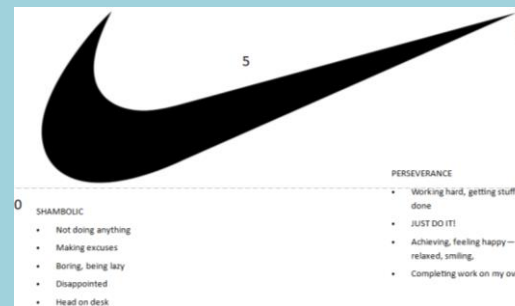 5
PERSEVERANCE
• Working hard, getting stuff
done
• JUST DO IT!
• Achieving, feeling happy—
relaxed, smiling,
• Completing work on my ov
0
SHAMBOLIC
• Not doing anything
• Making excuses
• Boring, being lazy
• Disappointed
• Head on desk